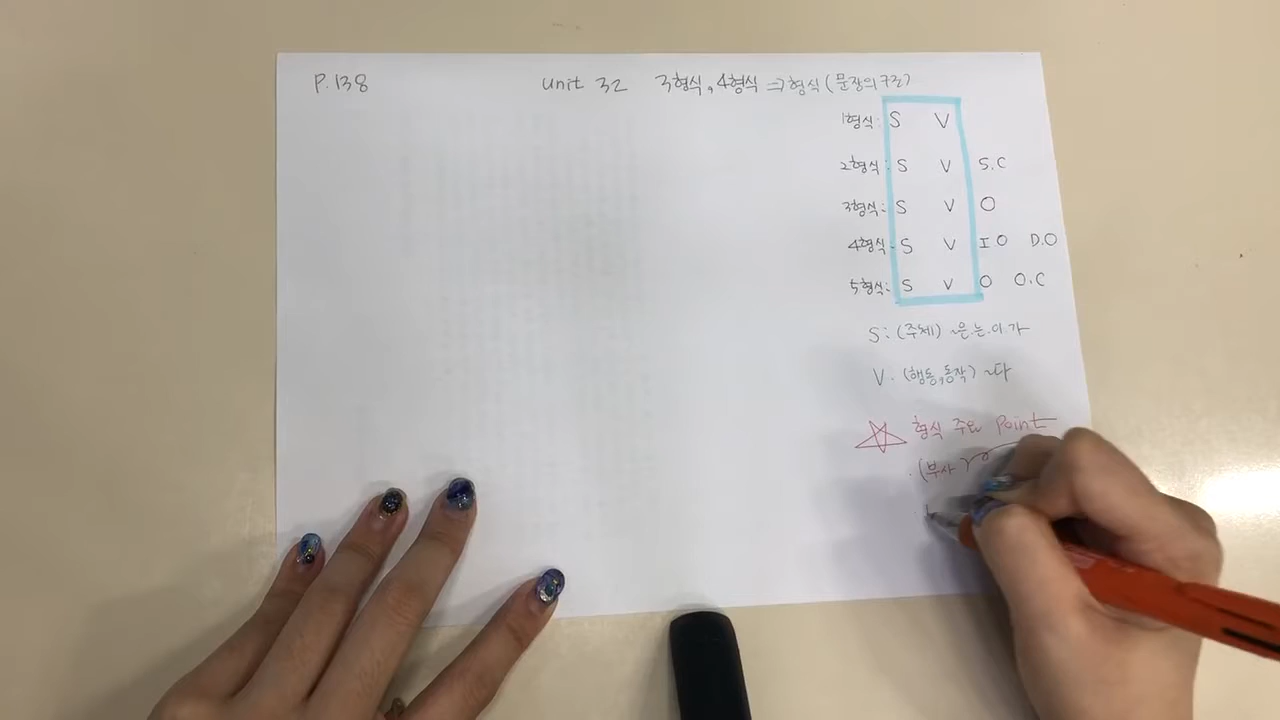 P.138
unit 32 3형식, 4형식 ⇒ 형식 (문장의 구조)
1형식: S V
2형식: S V S.C
3형식: S V O
4형식: S V I O D.O
5형식: S V O O.C
S: (주체) 은.는.이.가
V. (행동,동작) ~다
☆ 형식 주요 Point
·(부사)